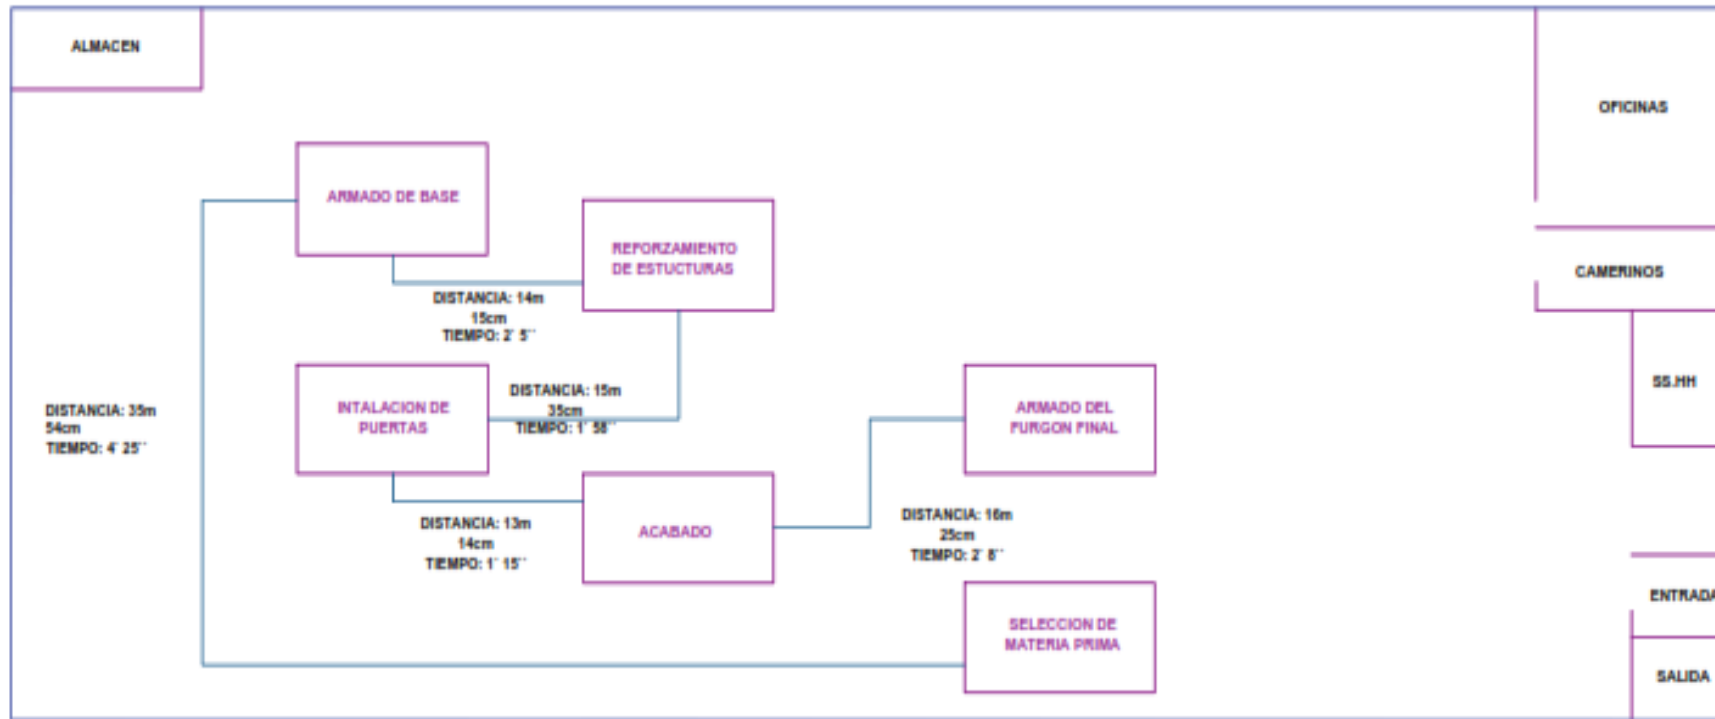 ALMACEN
OFICINAS
ARMADO DE BASE
REFORZAMIENTO
DE ESTUCTURAS
CAMERINOS
DISTANCIA: 14m
15cm
TIEMPO: 2' 5''
SS.HH
DISTANCIA: 35m
54cm
TIEMPO: 4' 25''
INTALACION DE
PUERTAS
DISTANCIA: 15m
35cm
TIEMPO: 1' 58''
ARMADO DEL
FURGON FINAL
DISTANCIA: 13m
14cm
TIEMPO: 1' 15''
ACABADO
DISTANCIA: 16m
25cm
TIEMPO: 2' 8''
SELECCION DE
MATERIA PRIMA
ENTRADA
SALIDA